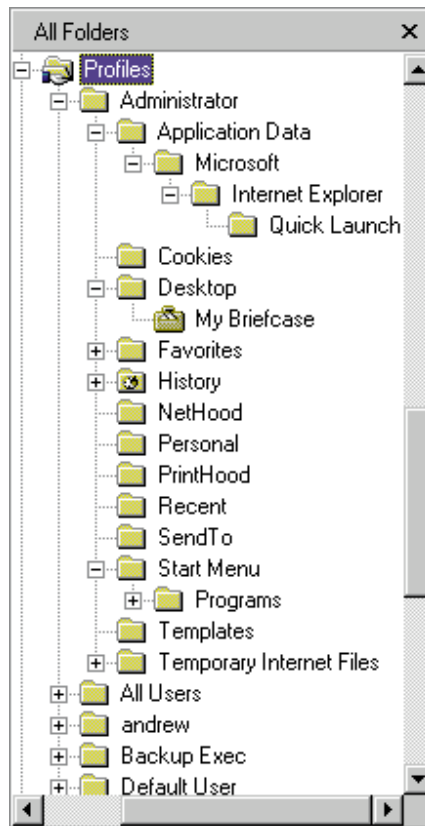 All Folders
Profiles
Administrator
Application Data
Microsoft
Internet Explorer
Quick Launch
Cookies
Desktop
My Briefcase
Favorites
History
NetHood
Personal
PrintHood
Recent
SendTo
Start Menu
Programs
Templates
Temporary Internet Files
All Users
andrew
Backup Exec
Default User